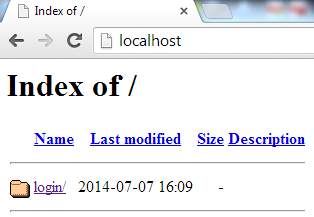 Index of /
localhost
Index of /
Name Last modified Size Description
login/ 2014-07-07 16:09 -